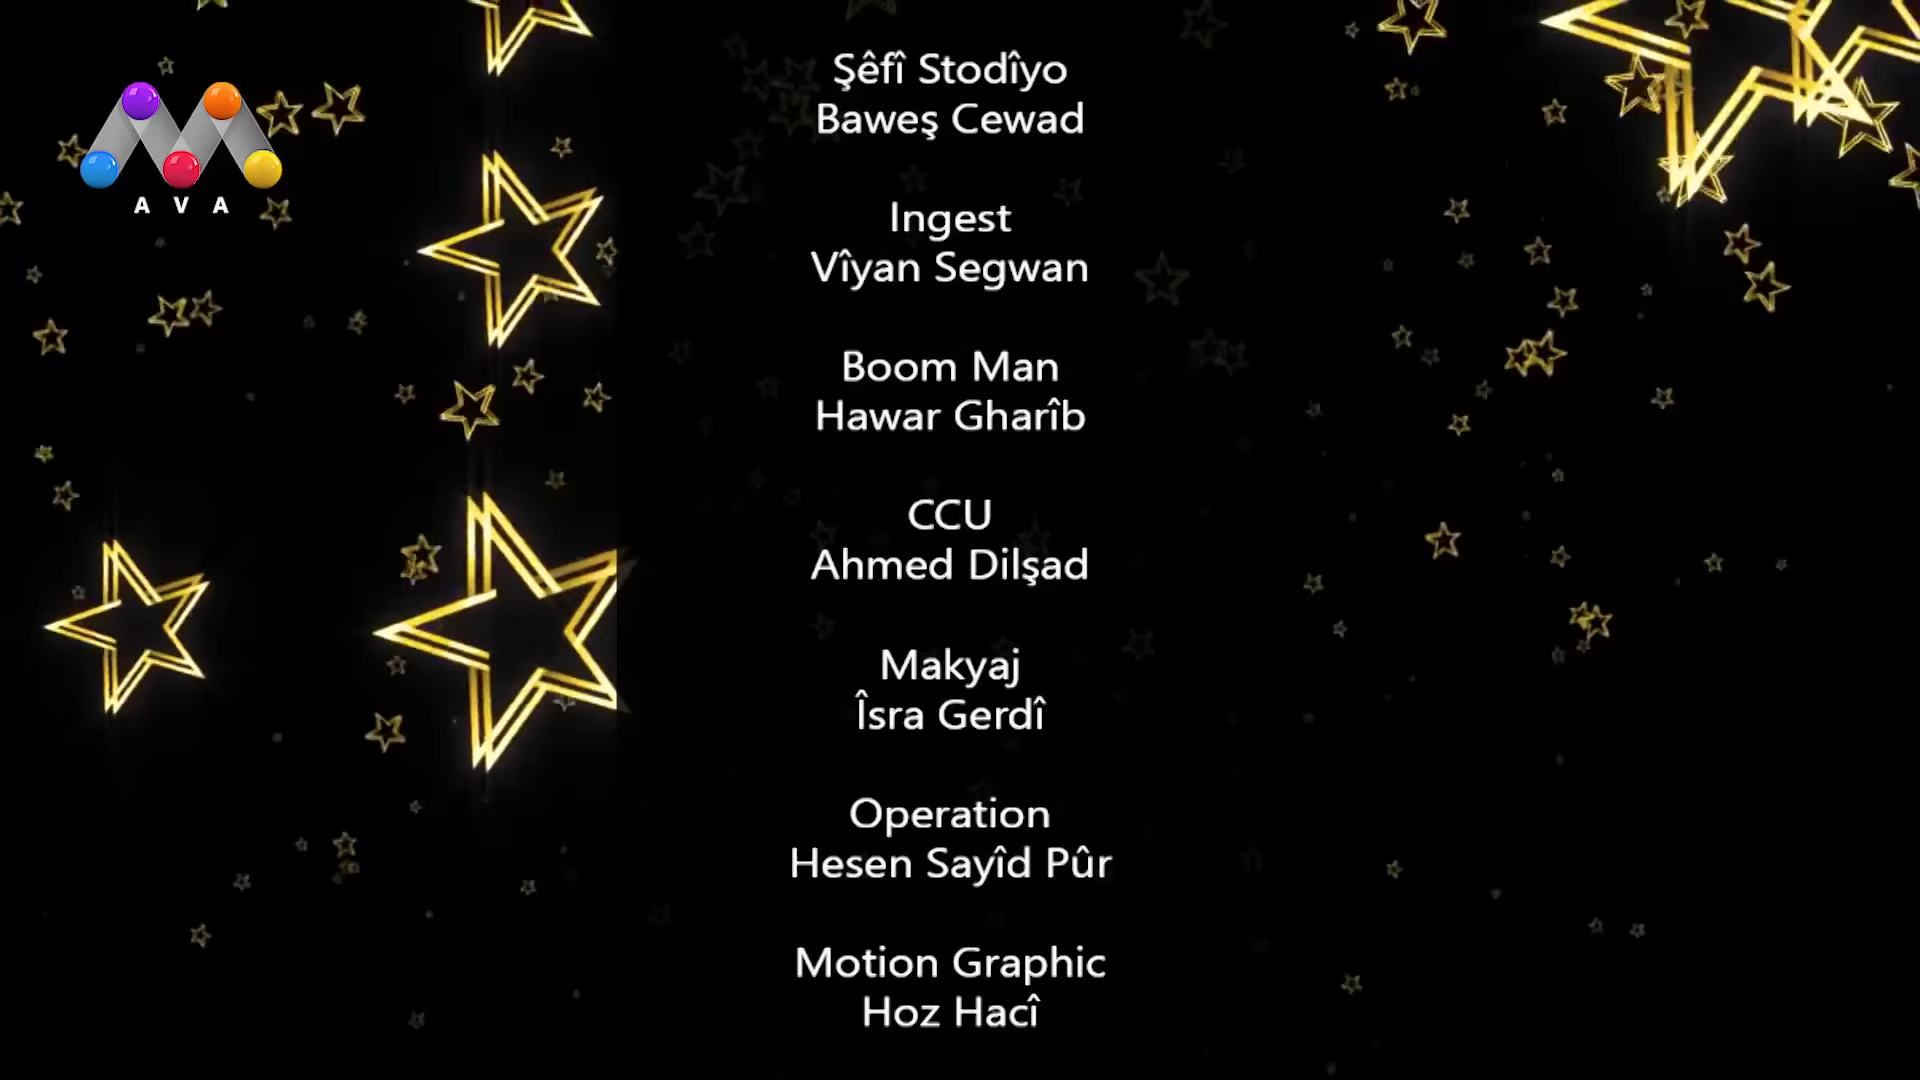 AVA
Şêfî Stodîyo
Baweş Cewad
Ingest
Vîyan Segwan
Boom Man
Hawar Gharîb
CCU
Ahmed Dilşad
Makyaj
Îsra Gerdî
Operation
Hesen Sayîd Pûr
Motion Graphic
Hoz Hacî